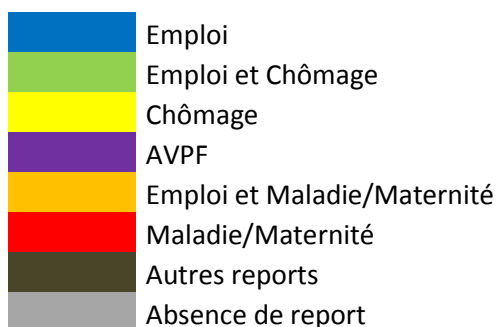 Emploi
Emploi et Chômage
Chômage
AVPF
Emploi et Maladie/Maternité
Maladie/Maternité
Autres reports
Absence de report